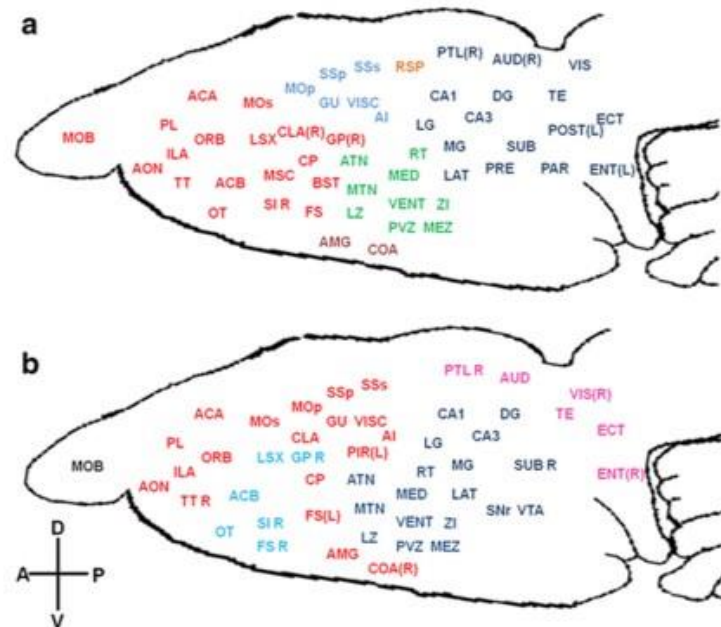 a
PTL(R) AUD(R) VIS
SSp SSs RSP
MOp
ACA MOs GU VISC CA1 DG TE
AI
PL CLA(R) LG CA3 POST(L) ECT
MOB ORB LSX GP(R)
ILA CP ATN RT MG SUB
AON TT ACB MSC BST MTN MED LAT PRE PAR ENT(L)
OT SI R FS LZ VENT ZI
PVZ MEZ
AMG COA
b
PTL R AUD
SSp SSs VIS(R)
ACA MOs MOp GU VISC CA1 DG TE
PL CLA AI LG CA3 ECT
MOB ORB LSX GP R PIR(L)
ILA CP ATN RT MG SUB R ENT(R)
AON TT R ACB MED LAT
MTN SNr VTA
OT SI R FS(L) VENT ZI
FS R LZ PVZ MEZ
AMG COA(R)
D
A P
V